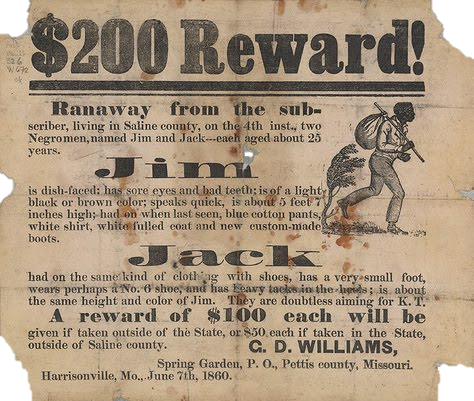 $200 Reward!
Ranaway from the sub-
scriber, living in Saline county, on the 4th inst., two
Negromen, named Jim and Jack---each aged about 25
years.
Jim
is dish-faced; has sore eyes and bad teeth; is of a light
black or brown color; speaks quick, is about 5 feet 7
inches high; had on when last seen, blue cotton pants,
white shirt, white fulled coat and new custom-made
boots.
Jack
had on the same kind of clothing with shoes, has a very small foot,
wears perhaps a No. 6 shoe, and has heavy tacks in the heels; is about
the same height and color of Jim. They are doubtless aiming for K. T.
A reward of $100 each will be
given if taken outside of the State, or $50 each if taken in the State,
outside of Saline county.
G. D. WILLIAMS,
Spring Garden, P. O., Pettis county, Missouri.
Harrisonville, Mo., June 7th, 1860.